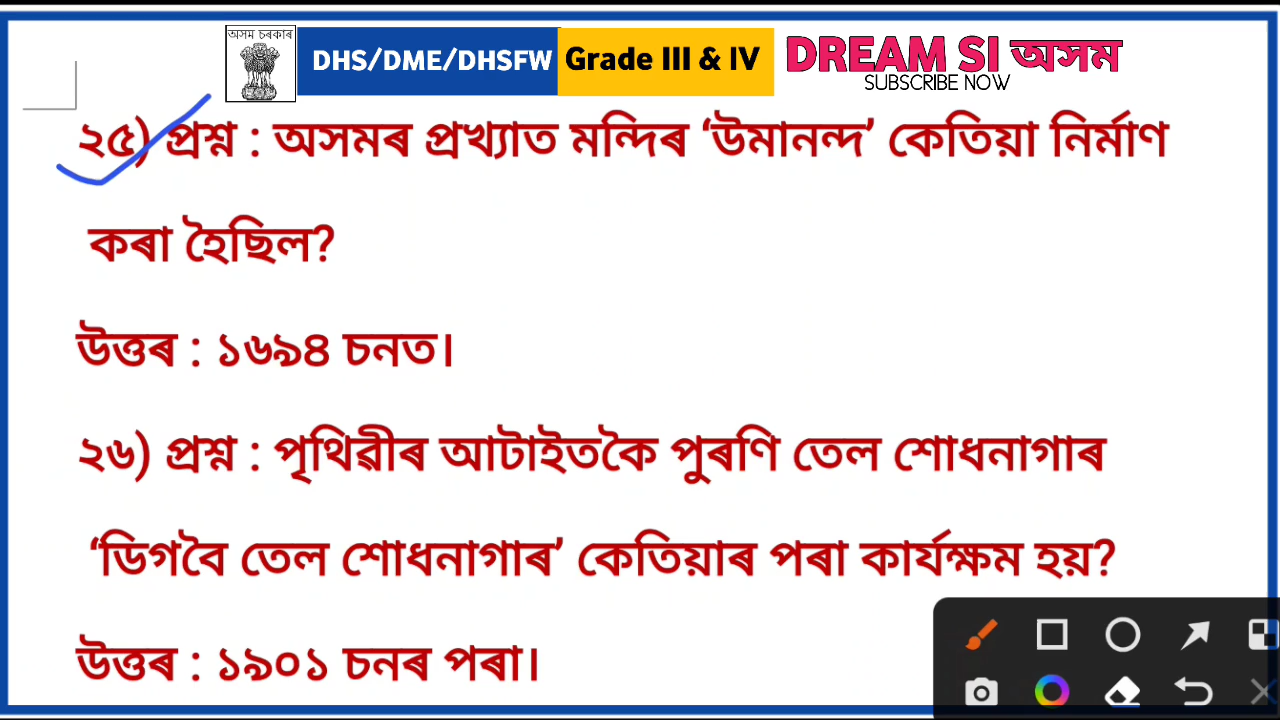 অসম চৰকাৰ
DHS/DME/DHSFW Grade III & IV
DREAM SI অসম
SUBSCRIBE NOW
২৫) প্ৰশ্ন : অসমৰ প্ৰখ্যাত মন্দিৰ ‘উমানন্দ’ কেতিয়া নিৰ্মাণ
কৰা হৈছিল?
উত্তৰ : ১৬৯৪ চনত।
২৬) প্ৰশ্ন : পৃথিৱীৰ আটাইতকৈ পুৰণি তেল শোধনাগাৰ
‘ডিগবৈ তেল শোধনাগাৰ’ কেতিয়াৰ পৰা কাৰ্যক্ষম হয়?
উত্তৰ : ১৯০১ চনৰ পৰা।